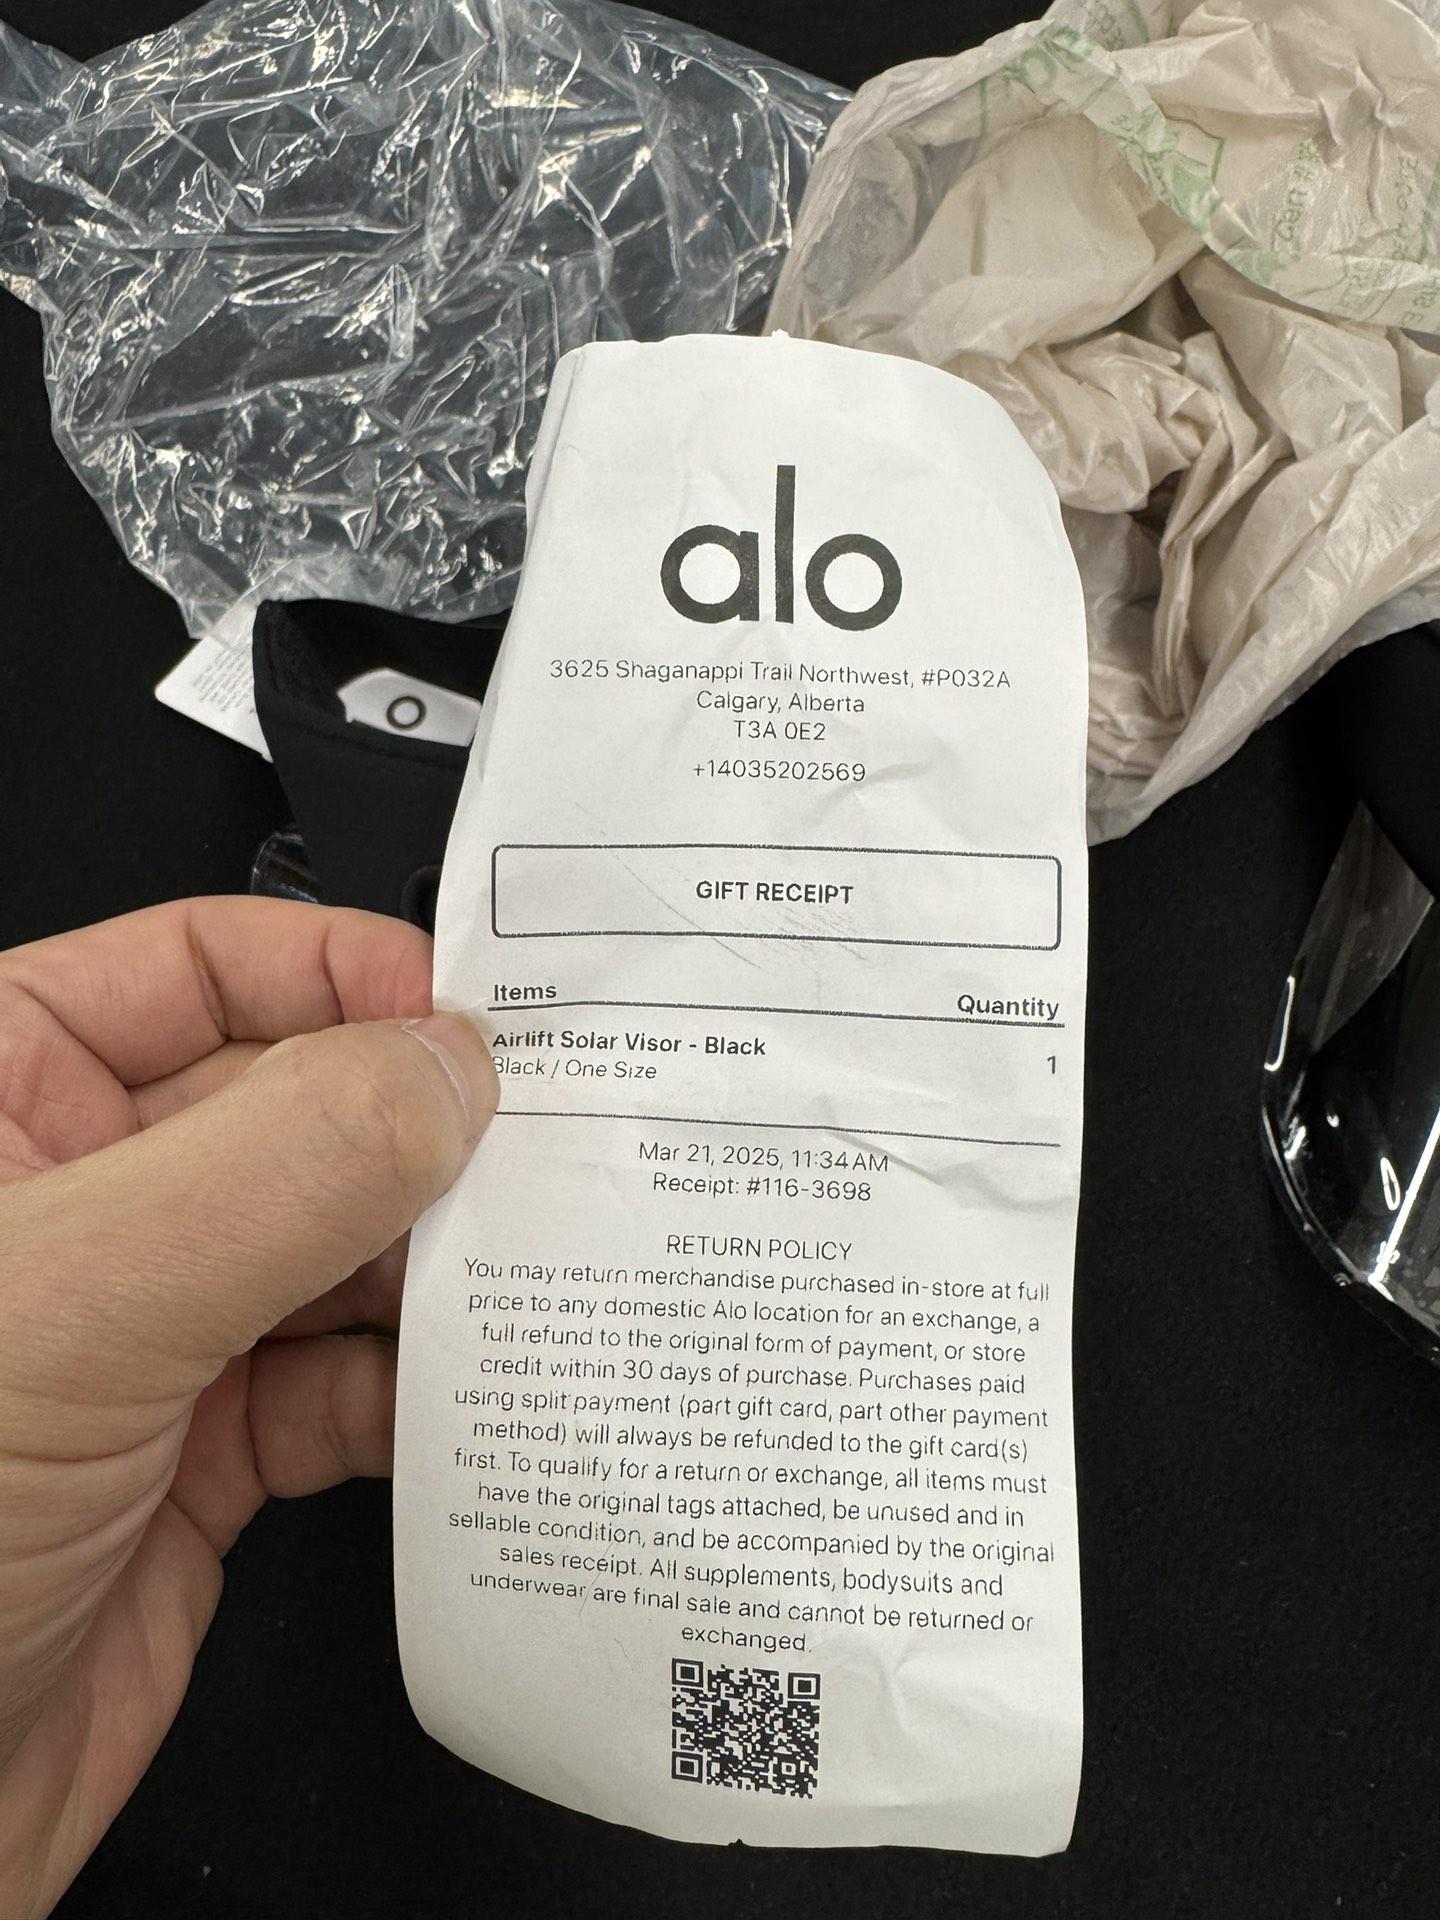 alo
3625 Shaganappi Trail Northwest, #P032A
Calgary, Alberta
T3A 0E2
+14035202569
GIFT RECEIPT
Items Quantity
Airlift Solar Visor - Black
Black / One Size 1
Mar 21, 2025, 11:34 AM
Receipt: #116-3698
RETURN POLICY
You may return merchandise purchased in-store at full
price to any domestic Alo location for an exchange, a
full refund to the original form of payment, or store
credit within 30 days of purchase. Purchases paid
using split payment (part gift card, part other payment
method) will always be refunded to the gift card(s)
first. To qualify for a return or exchange, all items must
have the original tags attached, be unused and in
sellable condition, and be accompanied by the original
sales receipt. All supplements, bodysuits and
underwear are final sale and cannot be returned or
exchanged.